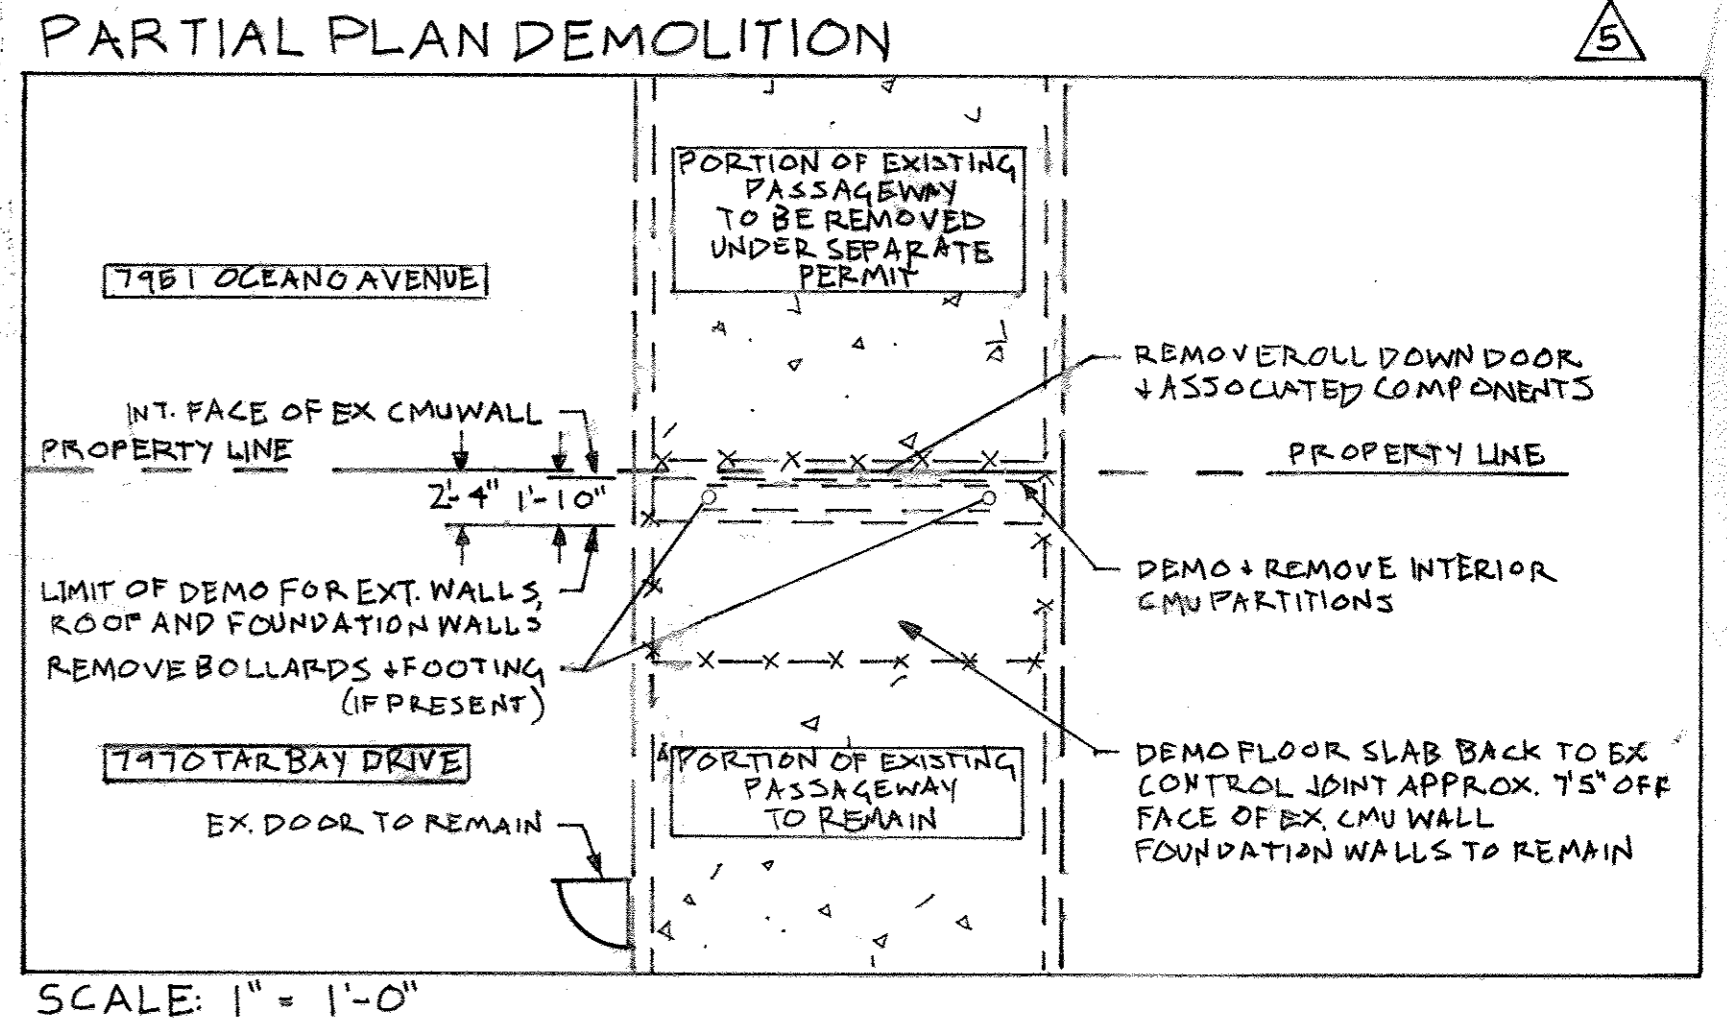 PARTIAL PLAN DEMOLITION
5
PORTION OF EXISTING
PASSAGEWAY
TO BE REMOVED
UNDER SEPARATE
PERMIT
7951 OCEANO AVENUE
REMOVE ROLL DOWN DOOR
+ ASSOCIATED COMPONENTS
INT. FACE OF EX CMU WALL
PROPERTY LINE
PROPERTY LINE
2'-4" 1'-10"
DEMO + REMOVE INTERIOR
CMU PARTITIONS
LIMIT OF DEMO FOR EXT. WALLS,
ROOF AND FOUNDATION WALLS
REMOVE BOLLARDS + FOOTING
(IF PRESENT)
7970 TAR BAY DRIVE
PORTION OF EXISTING
PASSAGEWAY
TO REMAIN
DEMO FLOOR SLAB BACK TO EX
CONTROL JOINT APPROX. 7'5" OFF
FACE OF EX. CMU WALL
FOUNDATION WALLS TO REMAIN
EX. DOOR TO REMAIN
SCALE: 1" = 1'-0"